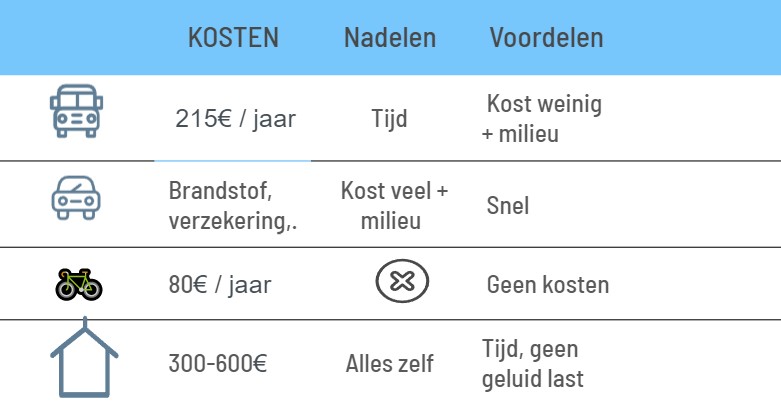 KOSTEN Nadelen Voordelen
215€ / jaar Tijd Kost weinig
+ milieu
Brandstof, Kost veel +
verzekering,. milieu Snel
80€ / jaar Geen kosten
300-600€ Alles zelf Tijd, geen
geluid last